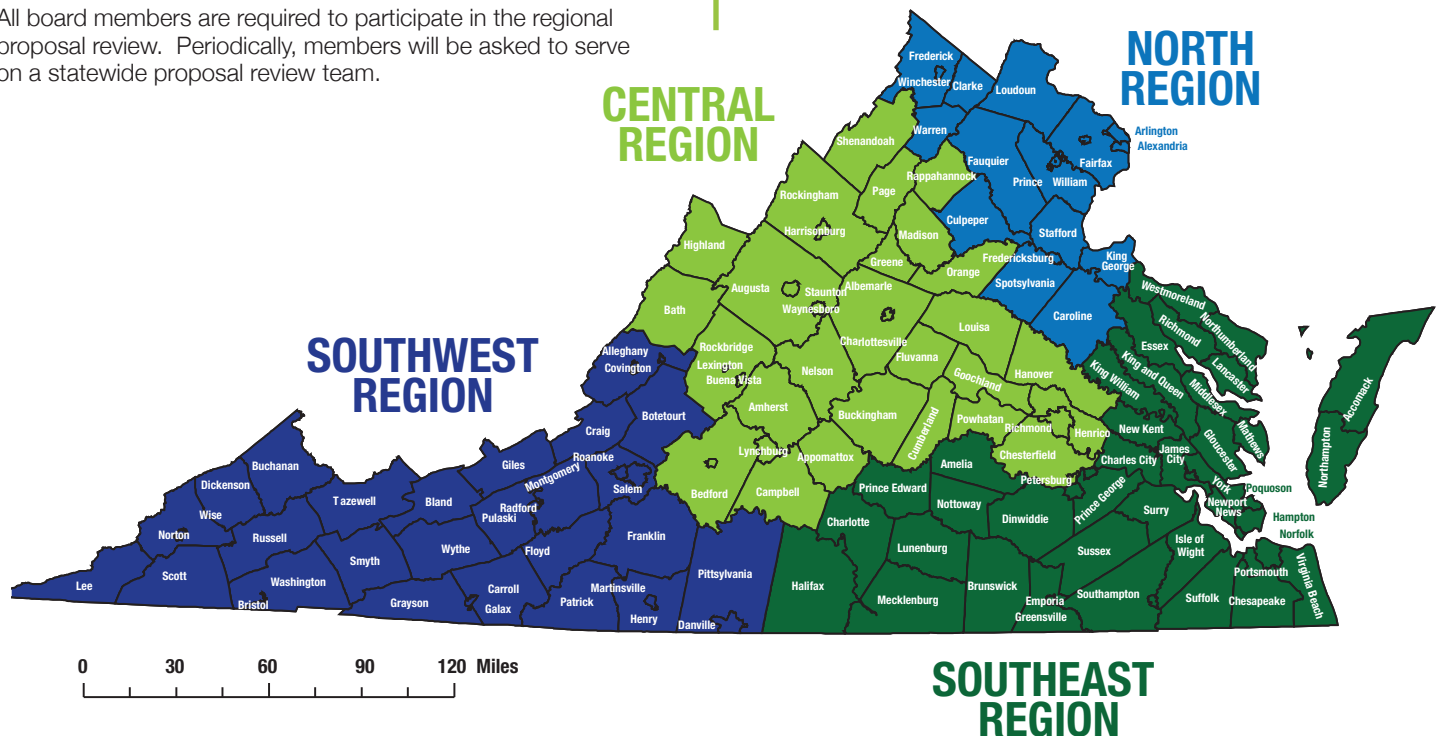 All board members are required to participate in the regional
proposal review.  Periodically, members will be asked to serve
on a statewide proposal review team.
CENTRAL
REGION
NORTH
REGION
SOUTHWEST
REGION
SOUTHEAST
REGION
Frederick
Winchester
Clarke
Loudoun
Warren
Arlington
Alexandria
Fauquier
Fairfax
Prince William
Culpeper
Stafford
Fredericksburg
King
George
Spotsylvania
Caroline
Shenandoah
Rappahannock
Page
Rockingham
Harrisonburg
Madison
Highland
Greene
Orange
Augusta
Staunton
Albemarle
Waynesboro
Bath
Louisa
Charlottesville
Rockbridge
Lexington
Buena Vista
Nelson
Fluvanna
Goochland
Hanover
Amherst
Buckingham
Cumberland
Powhatan
Richmond
Henrico
Chesterfield
Lynchburg
Appomattox
Bedford
Campbell
Petersburg
Alleghany
Covington
Botetourt
Craig
Roanoke
Salem
Giles
Montgomery
Radford
Pulaski
Buchanan
Dickenson
Wise
Norton
Tazewell
Bland
Russell
Lee
Scott
Washington
Bristol
Smyth
Wythe
Floyd
Franklin
Grayson
Carroll
Galax
Patrick
Martinsville
Henry
Pittsylvania
Danville
Westmoreland
Northumberland
Richmond
Essex
Lancaster
King and Queen
King William
Middlesex
Mathews
Gloucester
New Kent
James
City
Charles City
York
Poquoson
Newport
News
Hampton
Norfolk
Accomack
Northampton
Amelia
Prince Edward
Nottoway
Dinwiddie
Prince George
Surry
Charlotte
Lunenburg
Sussex
Isle of
Wight
Halifax
Mecklenburg
Brunswick
Emporia
Greensville
Southampton
Suffolk
Portsmouth
Chesapeake
Virginia Beach
0 30 60 90 120 Miles